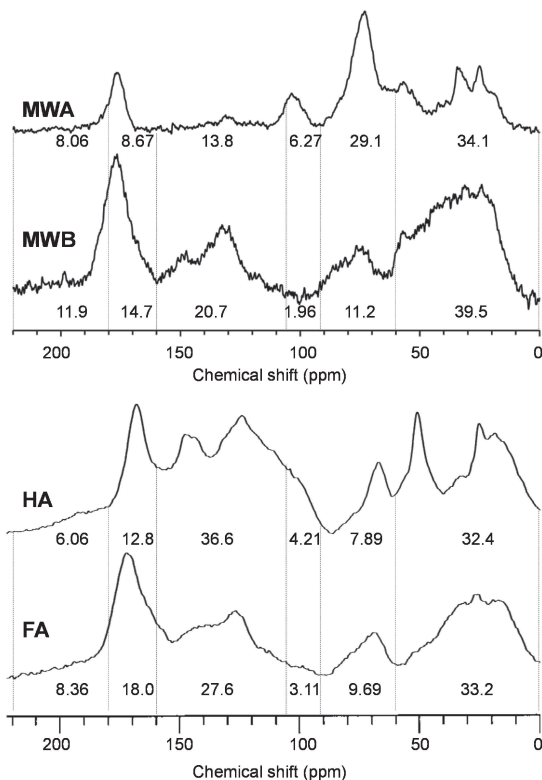 MWA
8.06 8.67 13.8 6.27 29.1 34.1
MWB
11.9 14.7 20.7 1.96 11.2 39.5
200 150 100 50 0
Chemical shift (ppm)
HA
6.06 12.8 36.6 4.21 7.89 32.4
FA
8.36 18.0 27.6 3.11 9.69 33.2
200 150 100 50 0
Chemical shift (ppm)